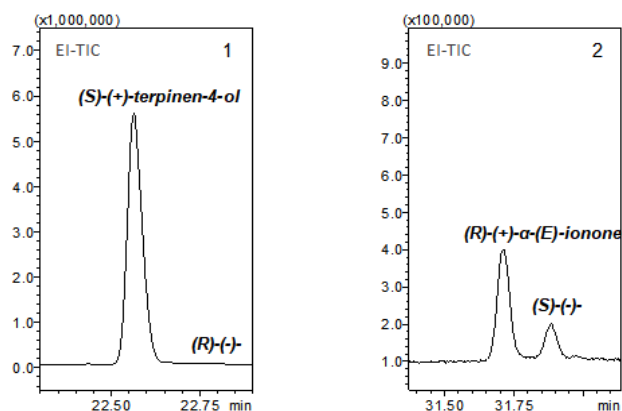 (x1,000,000)
EI-TIC
1
7.0
6.0
5.0
4.0
3.0
2.0
1.0
0.0
(S)-(+)-terpinen-4-ol
(R)-(-)-
22.50
22.75
min
(x100,000)
EI-TIC
2
9.0
8.0
7.0
6.0
5.0
4.0
3.0
2.0
1.0
(R)-(+)-α-(E)-ionone
(S)-(-)-
31.50
31.75
min